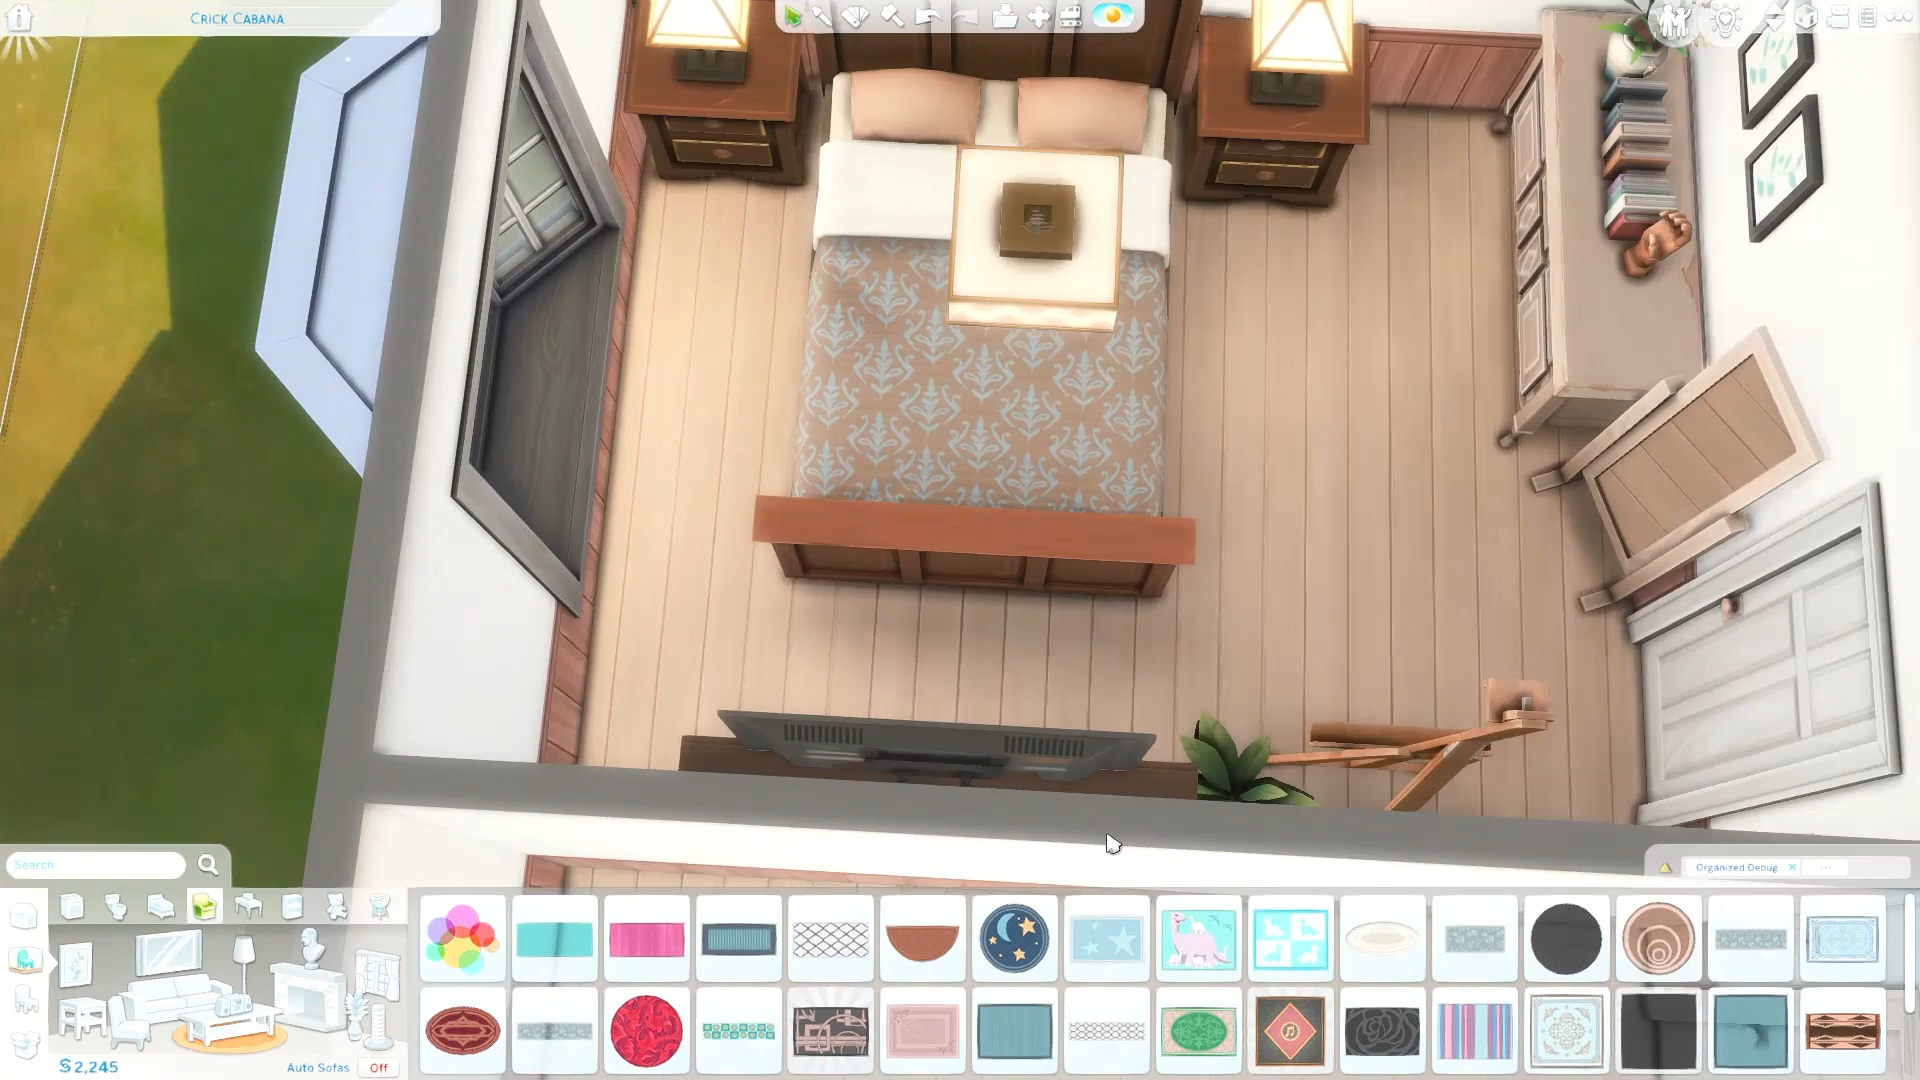 Crick Cabana
Search
Organized Debug
§2,245
Auto Sofas
Off